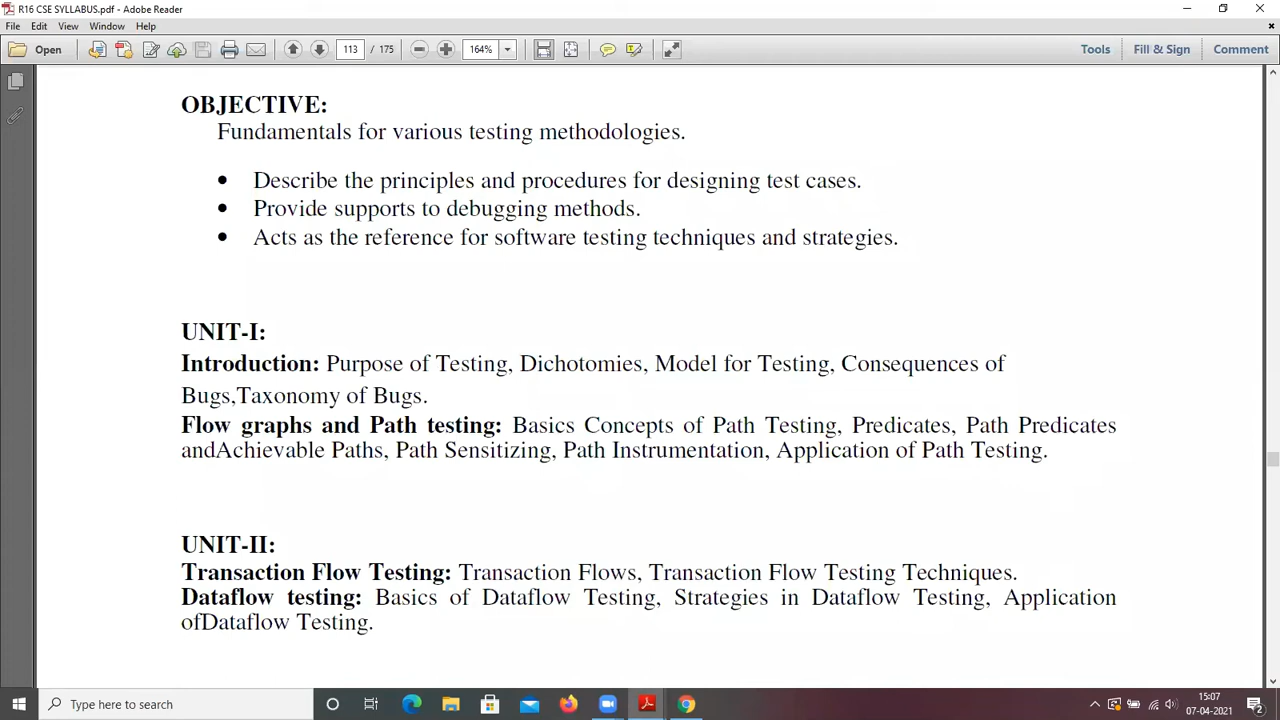 R16 CSE SYLLABUS.pdf - Adobe Reader
File Edit View Window Help
Open 113 / 175 164% Tools Fill & Sign Comment
OBJECTIVE:
Fundamentals for various testing methodologies.
• Describe the principles and procedures for designing test cases.
• Provide supports to debugging methods.
• Acts as the reference for software testing techniques and strategies.
UNIT-I:
Introduction: Purpose of Testing, Dichotomies, Model for Testing, Consequences of
Bugs,Taxonomy of Bugs.
Flow graphs and Path testing: Basics Concepts of Path Testing, Predicates, Path Predicates
andAchievable Paths, Path Sensitizing, Path Instrumentation, Application of Path Testing.
UNIT-II:
Transaction Flow Testing: Transaction Flows, Transaction Flow Testing Techniques.
Dataflow testing: Basics of Dataflow Testing, Strategies in Dataflow Testing, Application
ofDataflow Testing.
Type here to search
15:07
07-04-2021
2